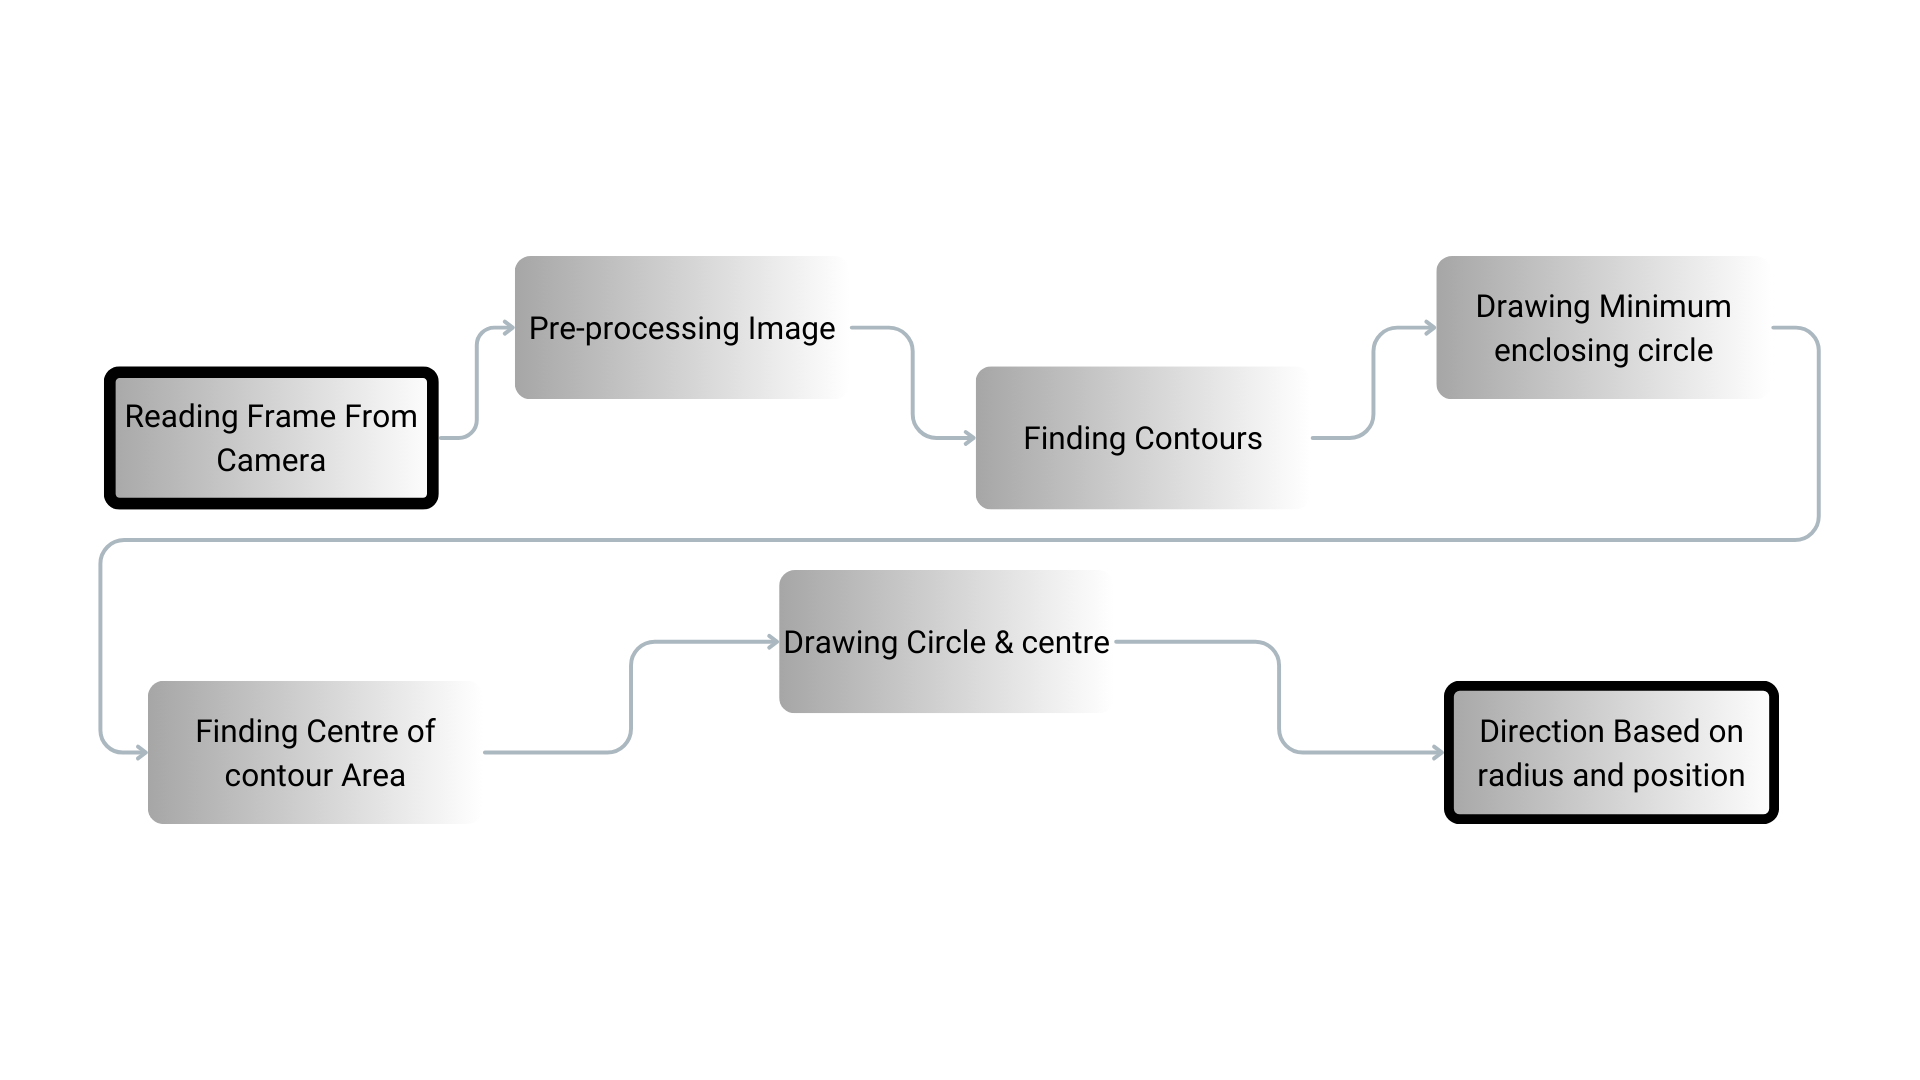 Reading Frame From
Camera
Pre-processing Image
Finding Contours
Drawing Minimum
enclosing circle
Finding Centre of
contour Area
Drawing Circle & centre
Direction Based on
radius and position